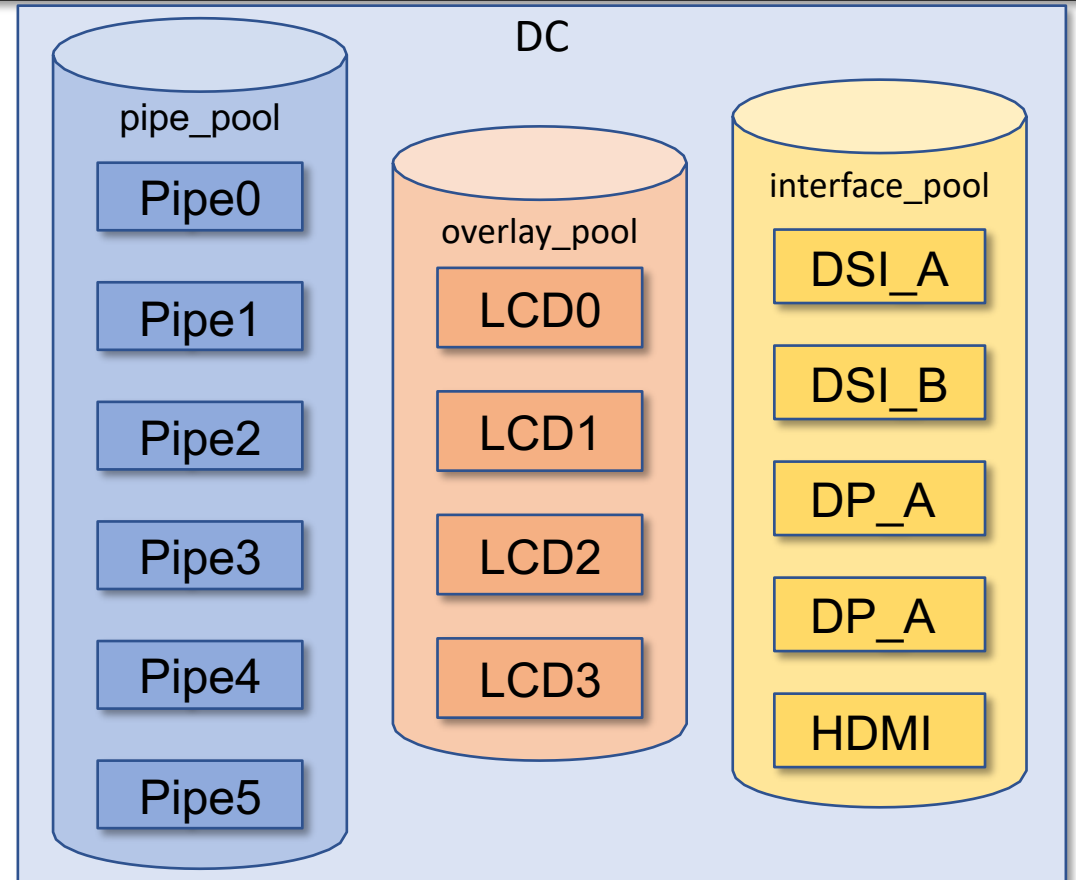 DC
pipe_pool
Pipe0
Pipe1
Pipe2
Pipe3
Pipe4
Pipe5
overlay_pool
LCD0
LCD1
LCD2
LCD3
interface_pool
DSI_A
DSI_B
DP_A
DP_A
HDMI